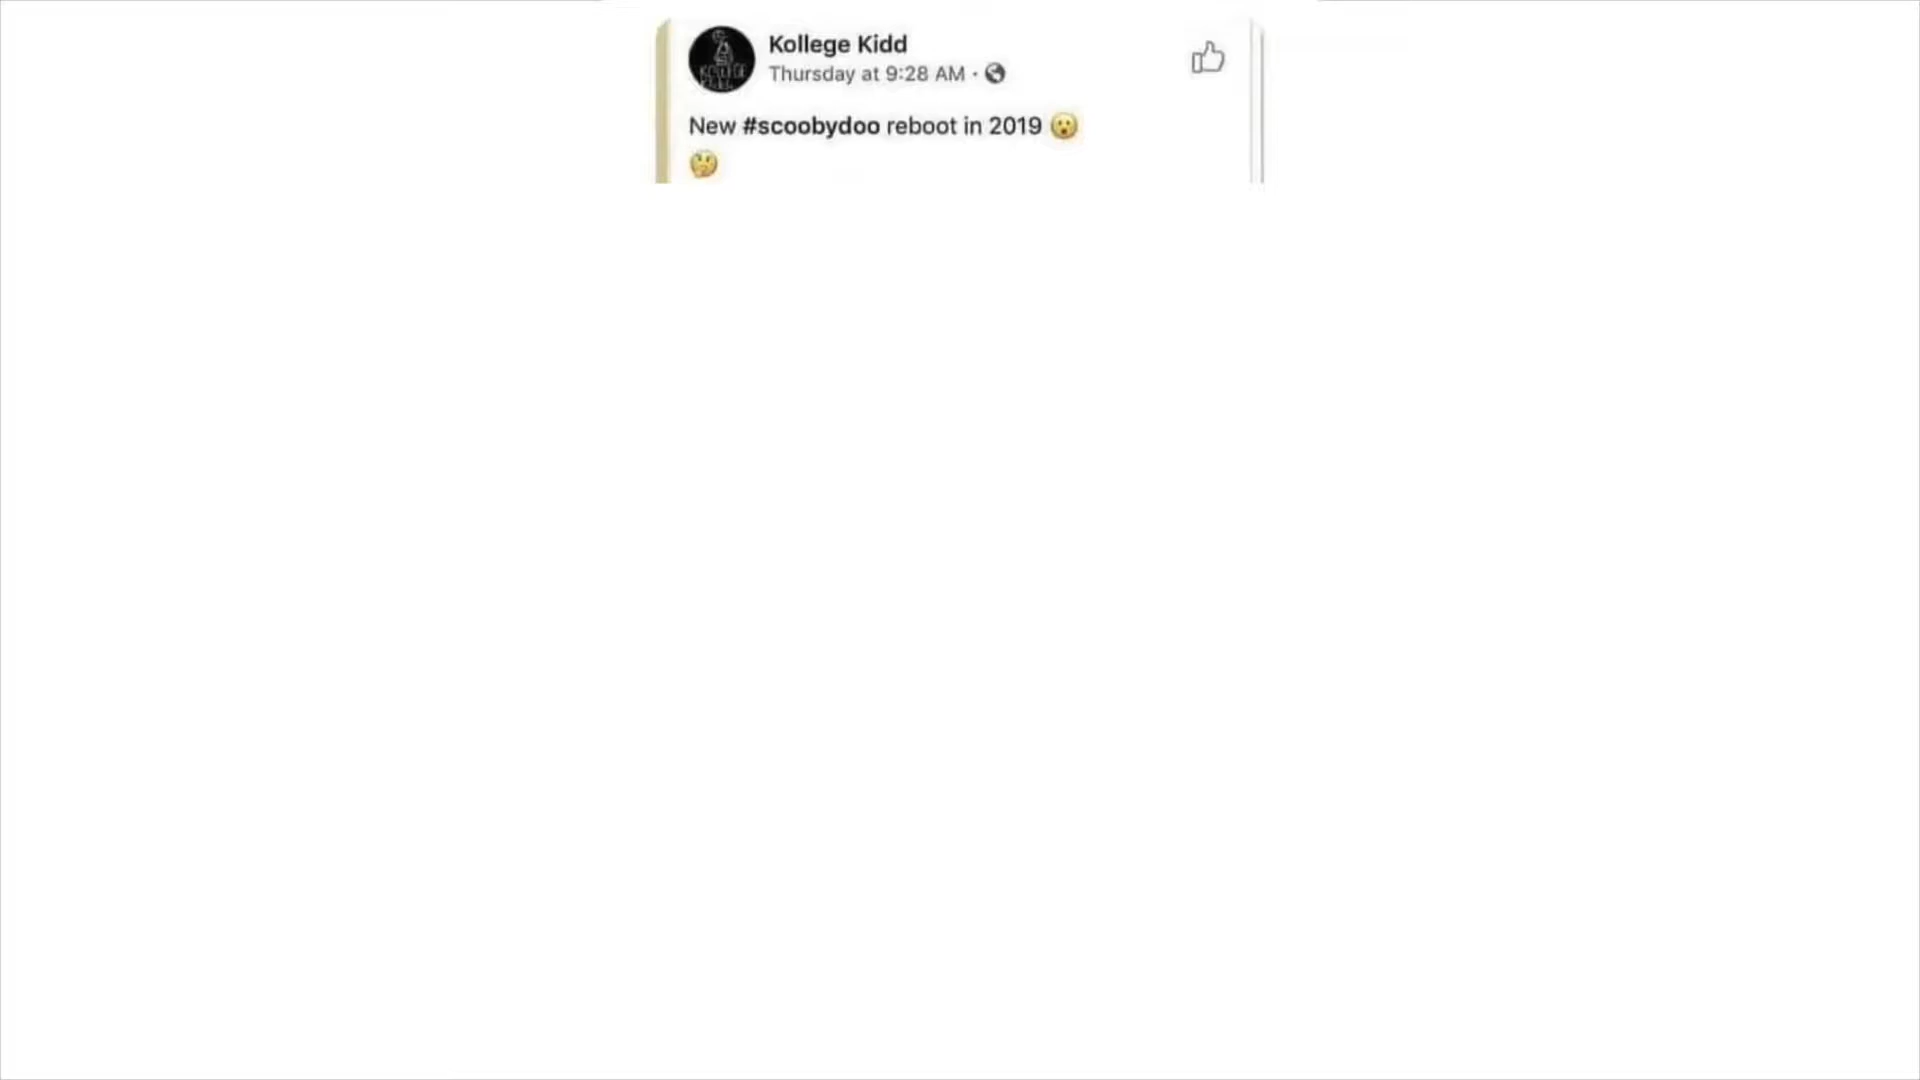 Kollege Kidd
Thursday at 9:28 AM ·
New #scoobydoo reboot in 2019 😮
🤔